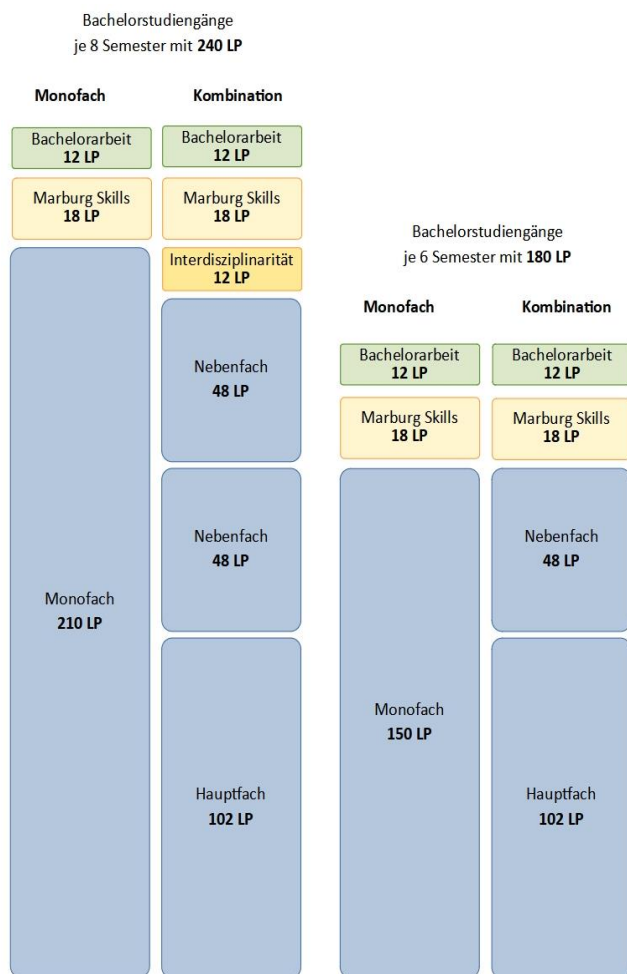 Bachelorstudiengänge
je 8 Semester mit 240 LP
Monofach
Bachelorarbeit
12 LP
Marburg Skills
18 LP
Monofach
210 LP
Kombination
Bachelorarbeit
12 LP
Marburg Skills
18 LP
Interdisziplinarität
12 LP
Nebenfach
48 LP
Nebenfach
48 LP
Hauptfach
102 LP
Bachelorstudiengänge
je 6 Semester mit 180 LP
Monofach
Bachelorarbeit
12 LP
Marburg Skills
18 LP
Monofach
150 LP
Kombination
Bachelorarbeit
12 LP
Marburg Skills
18 LP
Nebenfach
48 LP
Hauptfach
102 LP